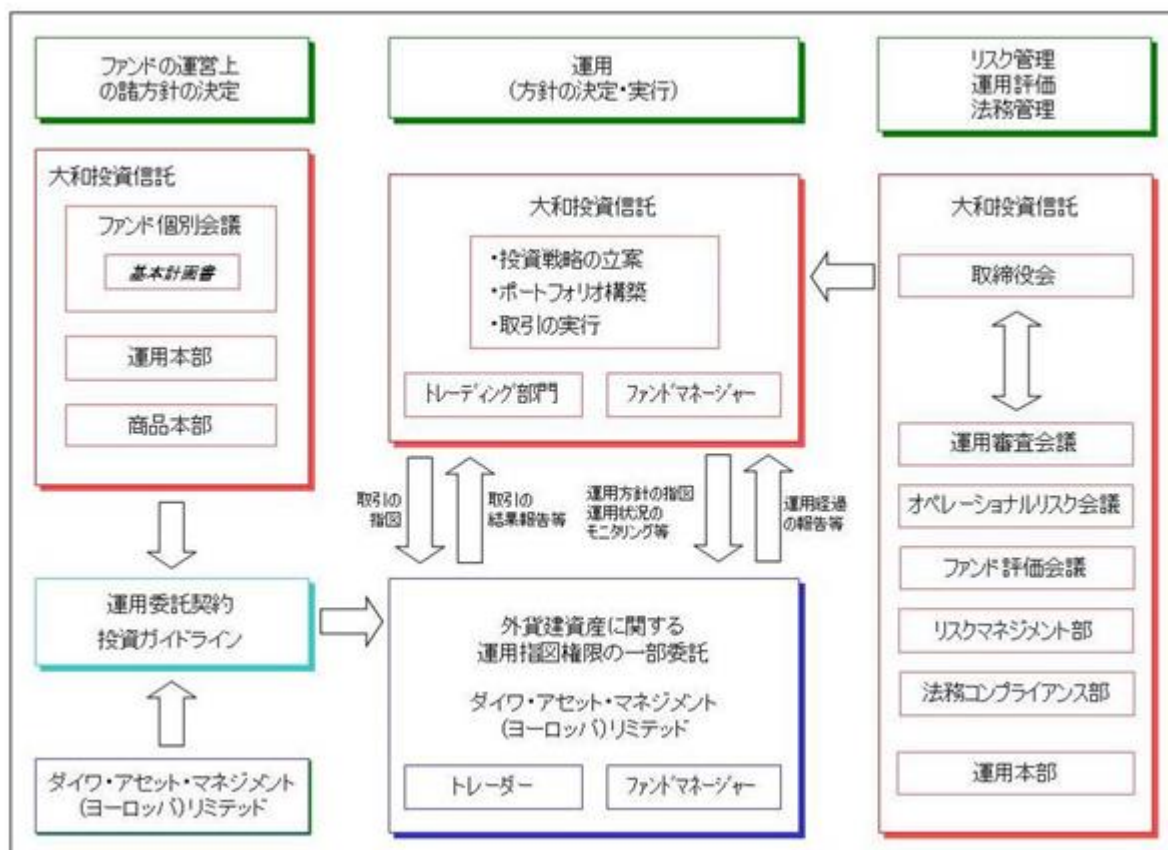 ファンドの運営上
の諸方針の決定
運用
(方針の決定・実行)
リスク管理
運用評価
法務管理
大和投資信託
ファンド個別会議
基本計画書
運用本部
商品本部
大和投資信託
・投資戦略の立案
・ポートフォリオ構築
・取引の実行
トレーディング部門
ファンドマネージャー
大和投資信託
取締役会
運用審査会議
オペレーショナルリスク会議
ファンド評価会議
リスクマネジメント部
法務コンプライアンス部
運用本部
取引の
指図
取引の
結果報告等
運用方針の指図
運用状況の
モニタリング等
運用経過
の報告等
運用委託契約
投資ガイドライン
外貨建資産に関する
運用指図権限の一部委託
ダイワ・アセット・マネジメント
(ヨーロッパ)リミテッド
トレーダー
ファンドマネージャー
ダイワ・アセット・マネジメント
(ヨーロッパ)リミテッド